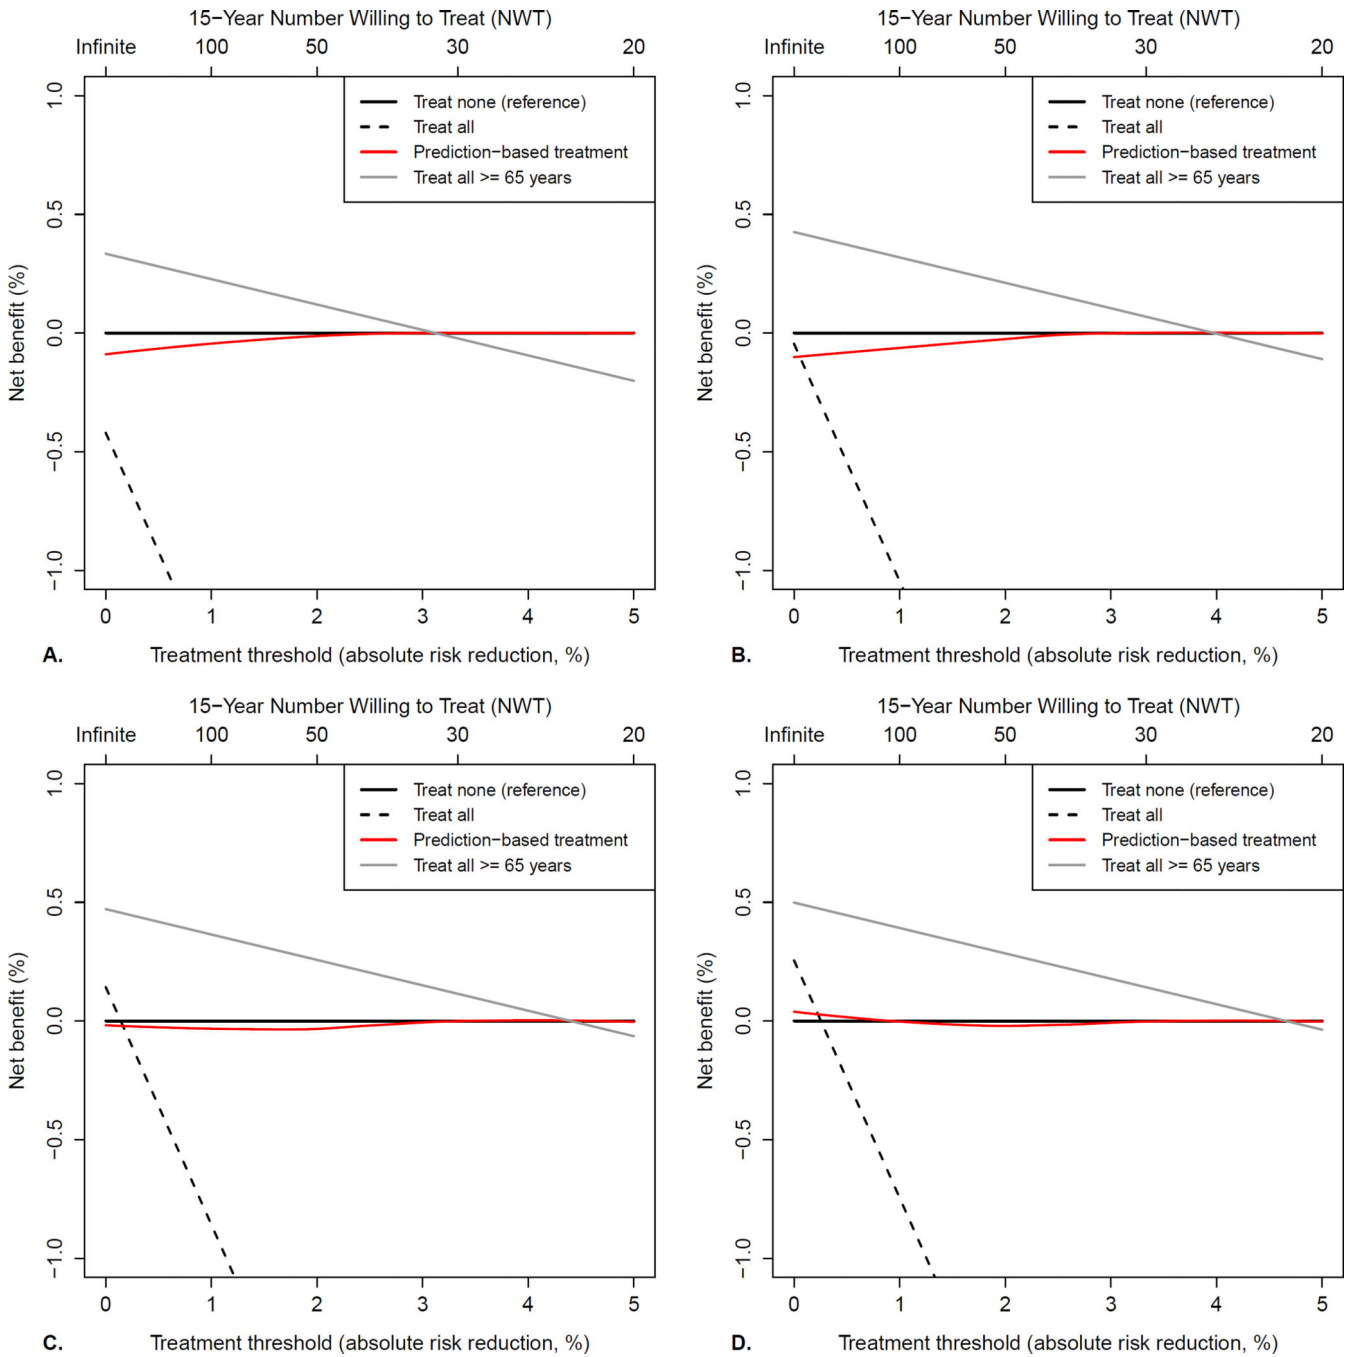 15−Year Number Willing to Treat (NWT)
Infinite 100 50 30 20
Treat none (reference)
Treat all
Prediction−based treatment
Treat all >= 65 years
Net benefit (%)
1.0
0.5
0.0
−0.5
−1.0
0 1 2 3 4 5
A. Treatment threshold (absolute risk reduction, %)
15−Year Number Willing to Treat (NWT)
Infinite 100 50 30 20
Treat none (reference)
Treat all
Prediction−based treatment
Treat all >= 65 years
Net benefit (%)
1.0
0.5
0.0
−0.5
−1.0
0 1 2 3 4 5
B. Treatment threshold (absolute risk reduction, %)
15−Year Number Willing to Treat (NWT)
Infinite 100 50 30 20
Treat none (reference)
Treat all
Prediction−based treatment
Treat all >= 65 years
Net benefit (%)
1.0
0.5
0.0
−0.5
−1.0
0 1 2 3 4 5
C. Treatment threshold (absolute risk reduction, %)
15−Year Number Willing to Treat (NWT)
Infinite 100 50 30 20
Treat none (reference)
Treat all
Prediction−based treatment
Treat all >= 65 years
Net benefit (%)
1.0
0.5
0.0
−0.5
−1.0
0 1 2 3 4 5
D. Treatment threshold (absolute risk reduction, %)